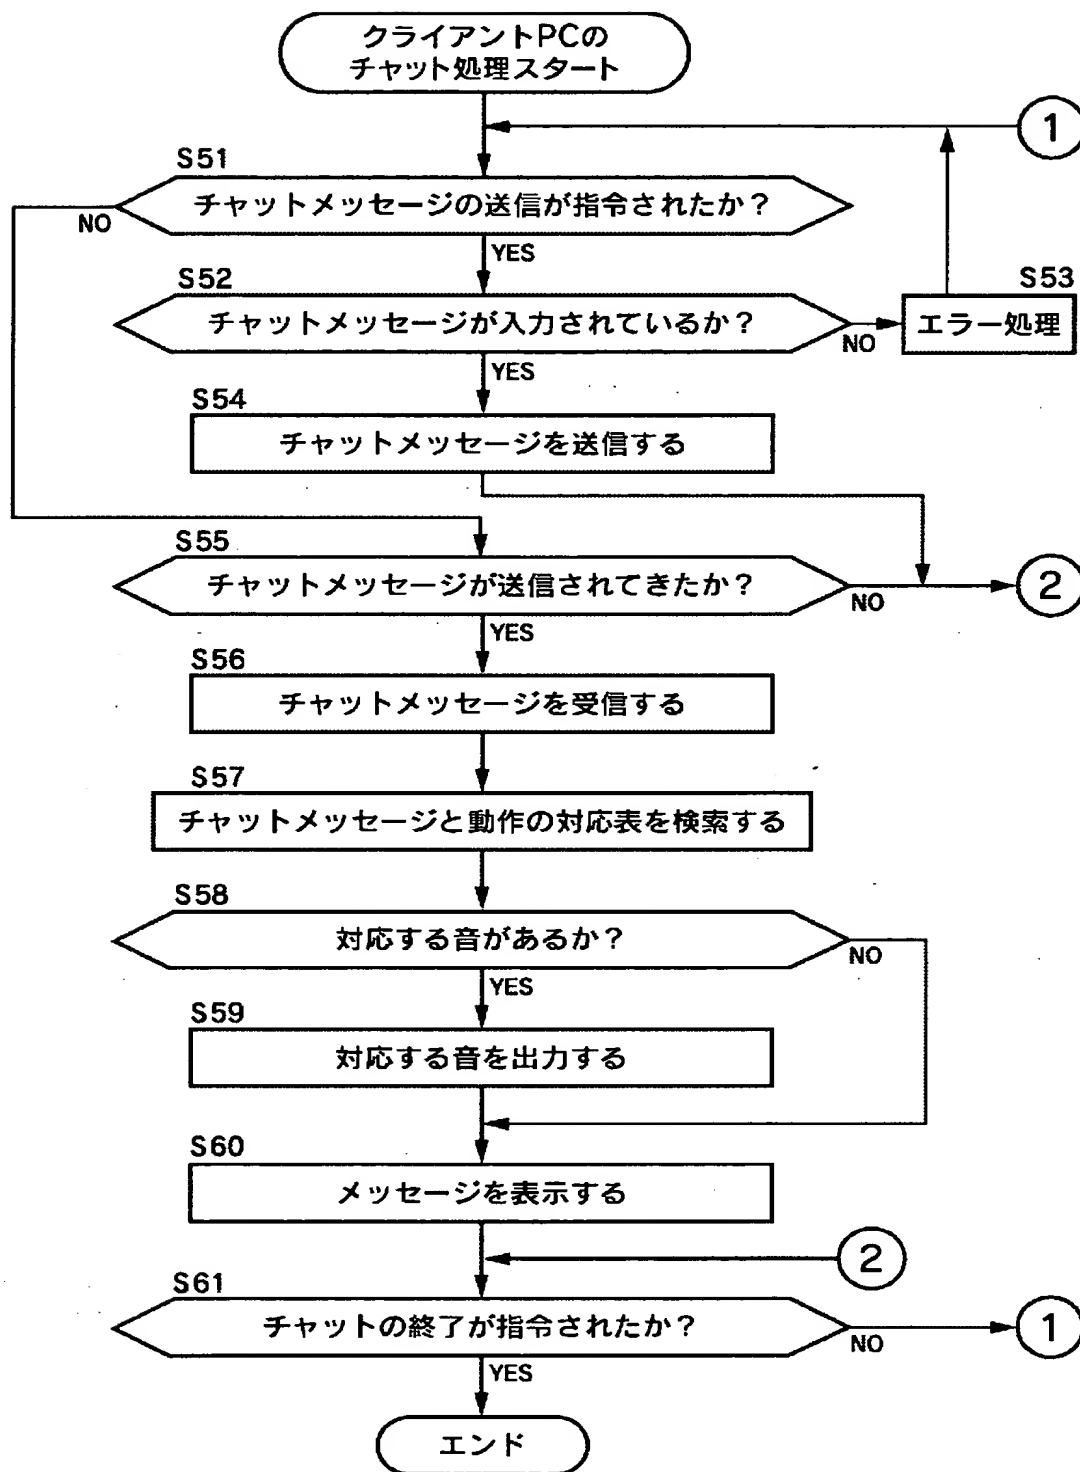 クライアントPCの
チャット処理スタート
①
S51
チャットメッセージの送信が指令されたか？
NO
YES
S52
チャットメッセージが入力されているか？
NO
S53
エラー処理
YES
S54
チャットメッセージを送信する
S55
チャットメッセージが送信されてきたか？
NO
②
YES
S56
チャットメッセージを受信する
S57
チャットメッセージと動作の対応表を検索する
S58
対応する音があるか？
NO
YES
S59
対応する音を出力する
S60
メッセージを表示する
②
S61
チャットの終了が指令されたか？
NO
①
YES
エンド